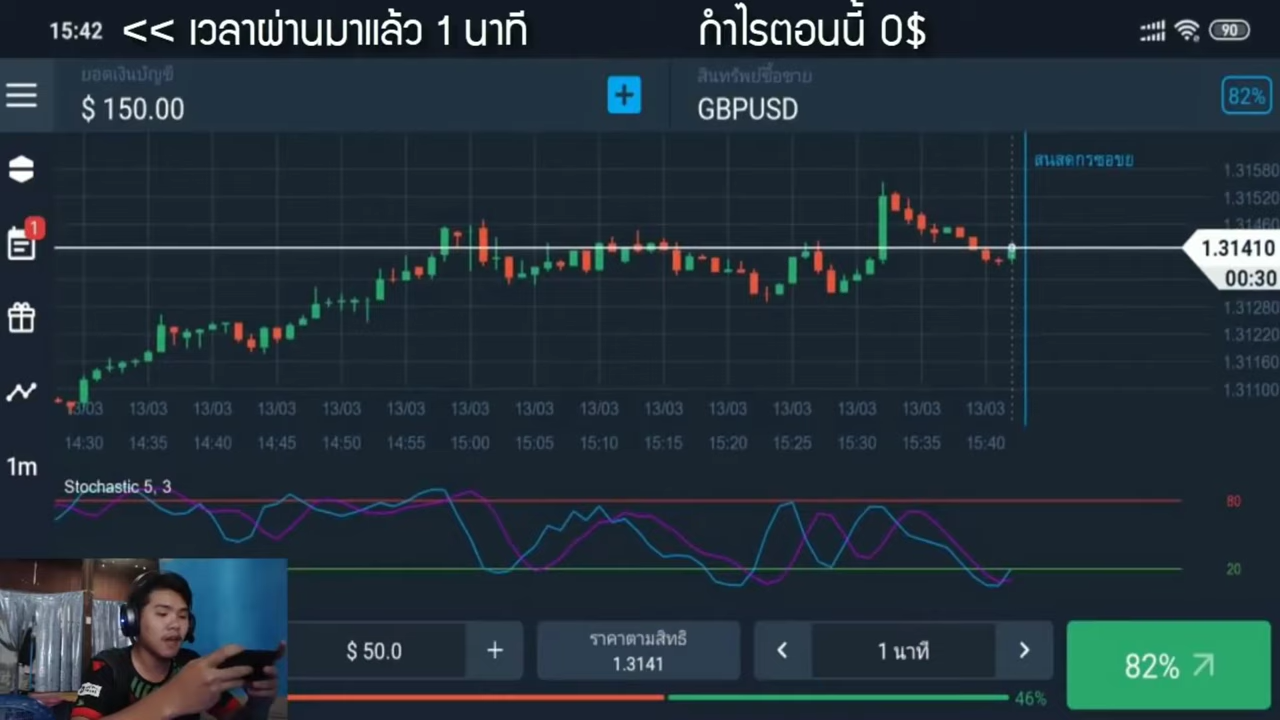 15:42 << เวลาผ่านมาแล้ว 1 นาที กำไรตอนนี้ 0$ 90
ยอดเงินบัญชี สินทรัพย์ซื้อขาย
$ 150.00 + GBPUSD 82%
สนสดกรซอขย
1.31580
1.31520
1.31460
1
1.31410
00:30
1.31280
1.31220
1.31160
1.31100
13/03 13/03 13/03 13/03 13/03 13/03 13/03 13/03 13/03 13/03 13/03 13/03 13/03 13/03 13/03
14:30 14:35 14:40 14:45 14:50 14:55 15:00 15:05 15:10 15:15 15:20 15:25 15:30 15:35 15:40
1m
Stochastic 5, 3
80
20
$ 50.0 + ราคาตามสิทธิ < 1 นาที > 82%
1.3141
46%